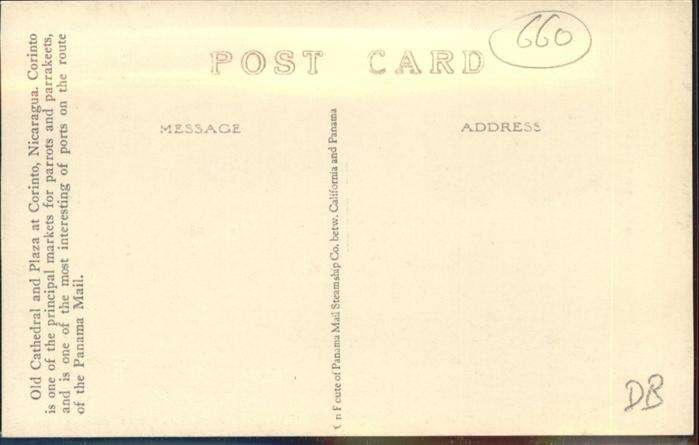 POST CARD
660
MESSAGE
ADDRESS
Old Cathedral and Plaza at Corinto, Nicaragua. Corinto
is one of the principal markets for parrots and parrakeets,
and is one of the most interesting of ports on the route
of the Panama Mail.
n F oute of Panama Mail Steamship Co. betw. California and Panama
DB